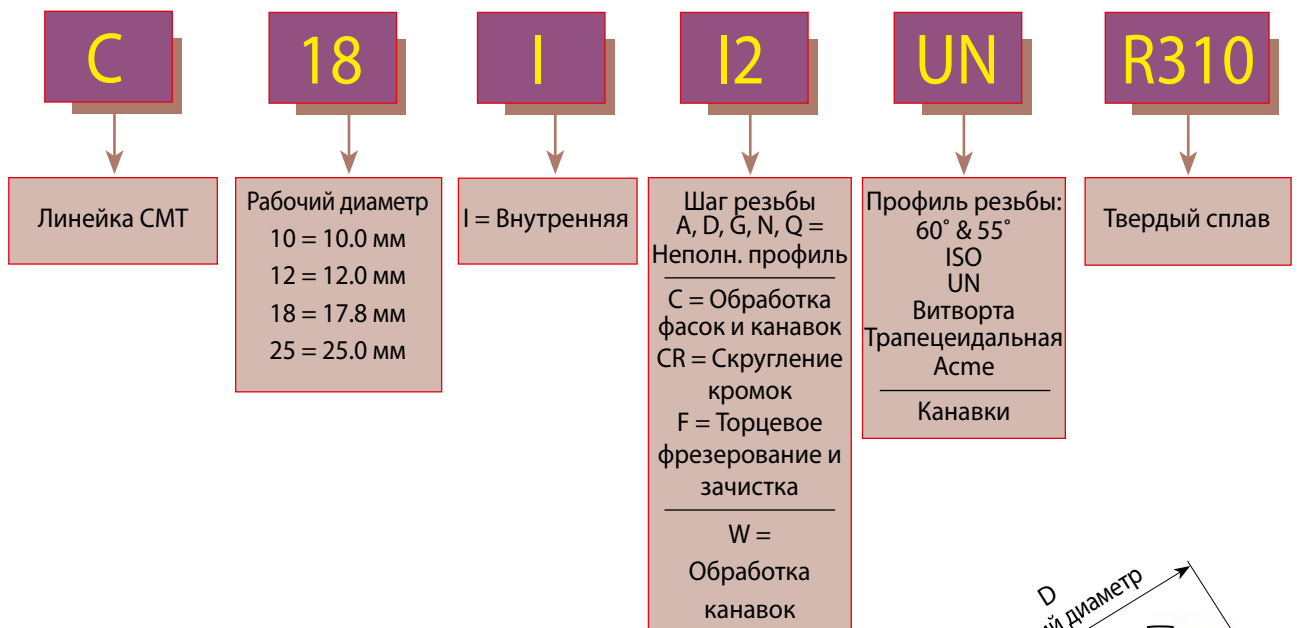 C
18
I
I2
UN
R310
Линейка CMT
Рабочий диаметр
10 = 10.0 мм
12 = 12.0 мм
18 = 17.8 мм
25 = 25.0 мм
I = Внутренняя
Шаг резьбы
A, D, G, N, Q =
Неполн. профиль
C = Обработка
фасок и канавок
CR = Скругление
кромок
F = Торцевое
фрезерование и
зачистка
W =
Обработка
канавок
Профиль резьбы:
60° & 55°
ISO
UN
Витворта
Трапецеидальная
Acme
Канавки
Твердый сплав
D
диаметр